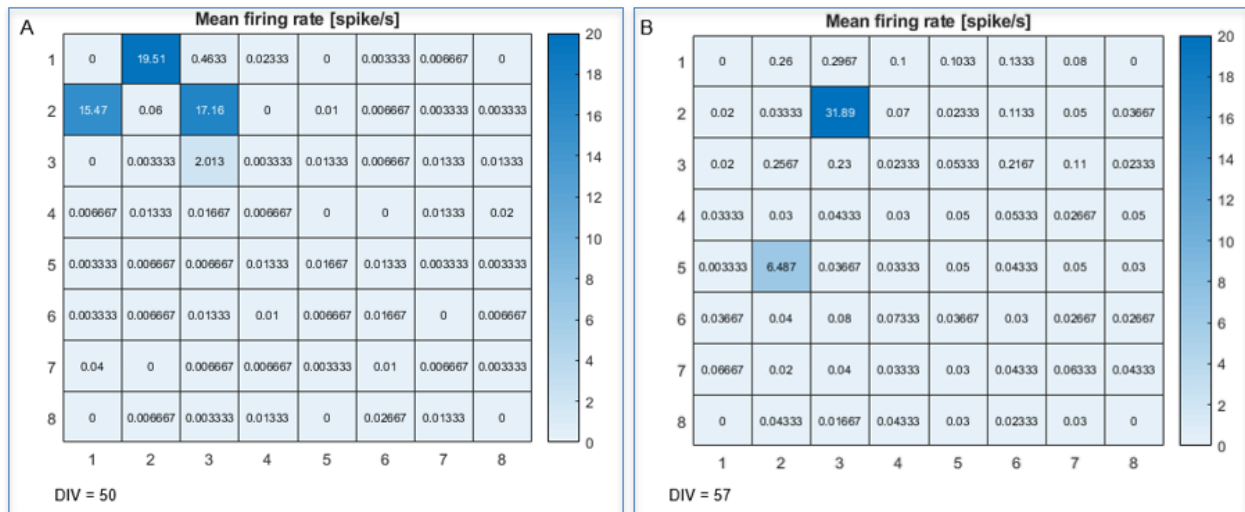 A
Mean firing rate [spike/s]
1 0 19.51 0.4633 0.02333 0 0.003333 0.006667 0
2 15.47 0.06 17.16 0 0.01 0.006667 0.003333 0.003333
3 0 0.003333 2.013 0.003333 0.01333 0.006667 0.01333 0.01333
4 0.006667 0.01333 0.01667 0.006667 0 0 0.01333 0.02
5 0.003333 0.006667 0.006667 0.01333 0.01667 0.01333 0.003333 0.003333
6 0.003333 0.006667 0.01333 0.01 0.006667 0.01667 0 0.006667
7 0.04 0 0.006667 0.006667 0.003333 0.01 0.006667 0.003333
8 0 0.006667 0.003333 0.01333 0 0.02667 0.01333 0
1 2 3 4 5 6 7 8
20
18
16
14
12
10
8
6
4
2
0
DIV = 50
B
Mean firing rate [spike/s]
1 0 0.26 0.2967 0.1 0.1033 0.1333 0.08 0
2 0.02 0.03333 31.89 0.07 0.02333 0.1133 0.05 0.03667
3 0.02 0.2567 0.23 0.02333 0.05333 0.2167 0.11 0.02333
4 0.03333 0.03 0.04333 0.03 0.05 0.05333 0.02667 0.05
5 0.003333 6.487 0.03667 0.03333 0.05 0.04333 0.05 0.03
6 0.03667 0.04 0.08 0.07333 0.03667 0.03 0.02667 0.02667
7 0.06667 0.02 0.04 0.03333 0.03 0.04333 0.06333 0.04333
8 0 0.04333 0.01667 0.04333 0.03 0.02333 0.03 0
1 2 3 4 5 6 7 8
20
18
16
14
12
10
8
6
4
2
0
DIV = 57